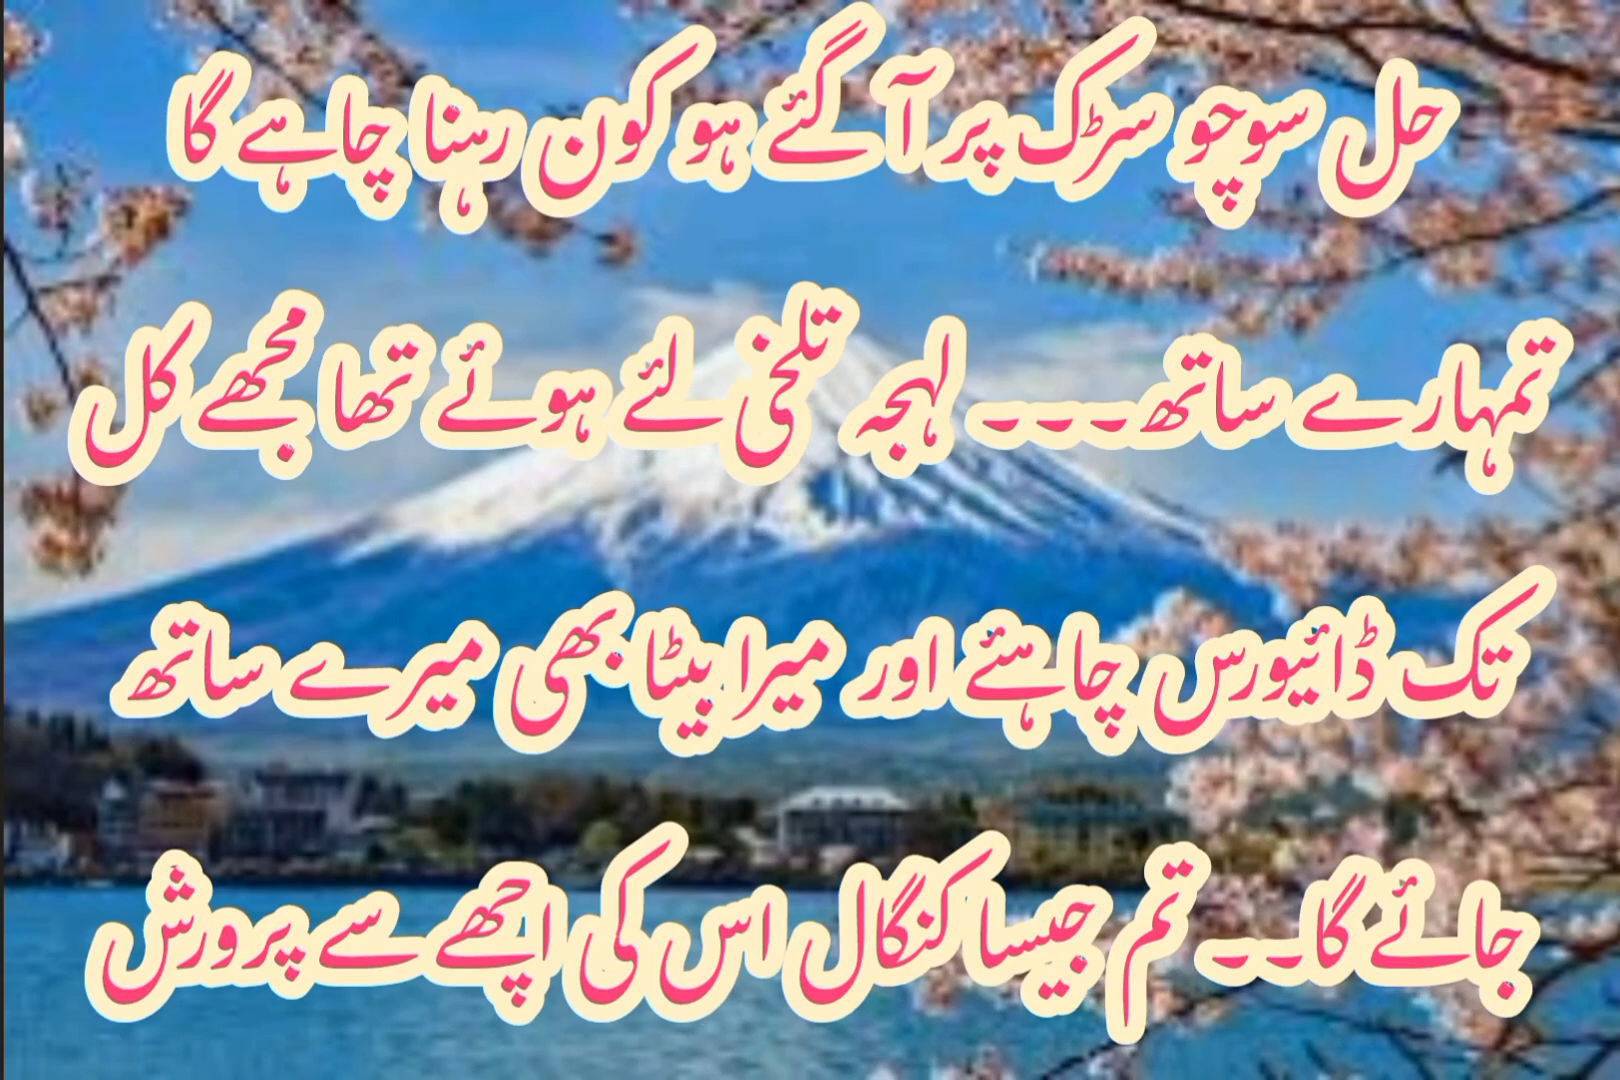 حل سوچو سڑک پر آ گئے ہو کون رہنا چاہے گا
تمہارے ساتھ۔۔۔۔ لہجہ تلخی لئے ہوئے تھا مجھے کل
تک ڈائیورس چاہئے اور میرا بیٹا بھی میرے ساتھ
جائے گا۔۔۔ تم جیسا کنگال اس کی اچھے سے پرورش